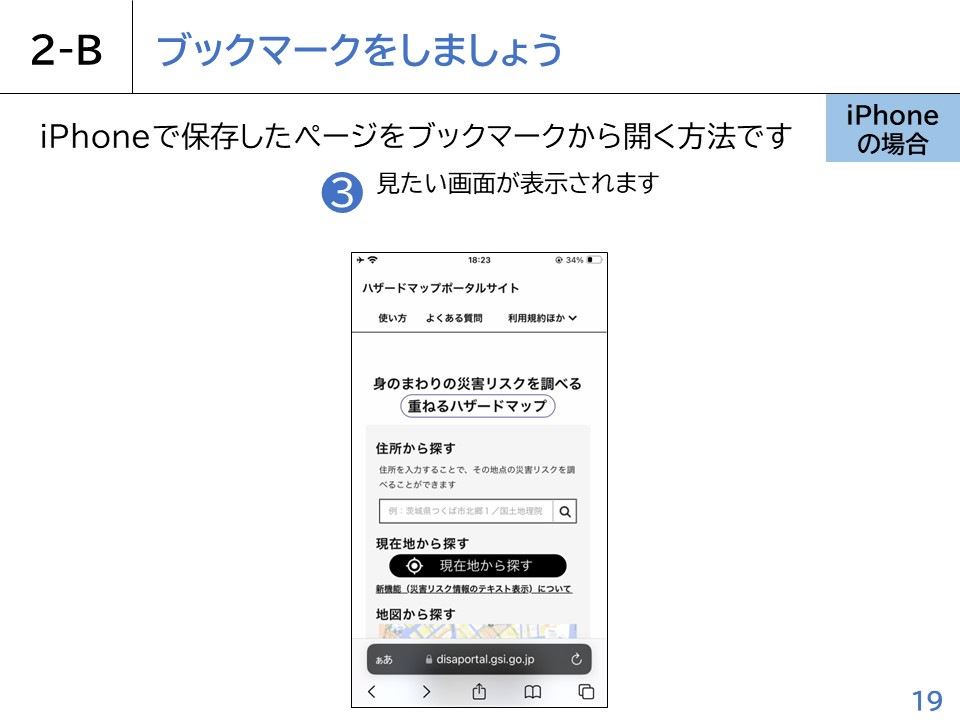 2-B
ブックマークをしましょう
iPhoneで保存したページをブックマークから開く方法です
iPhone
の場合
3
見たい画面が表示されます
18:23
34%
ハザードマップポータルサイト
使い方 よくある質問 利用規約ほか
身のまわりの災害リスクを調べる
重ねるハザードマップ
住所から探す
住所を入力することで、その地点の災害リスクを調
べることができます
例：茨城県つくば市北郷１／国土地理院
現在地から探す
現在地から探す
新機能（災害リスク情報のテキスト表示）について
地図から探す
ぁあ disaportal.gsi.go.jp
19